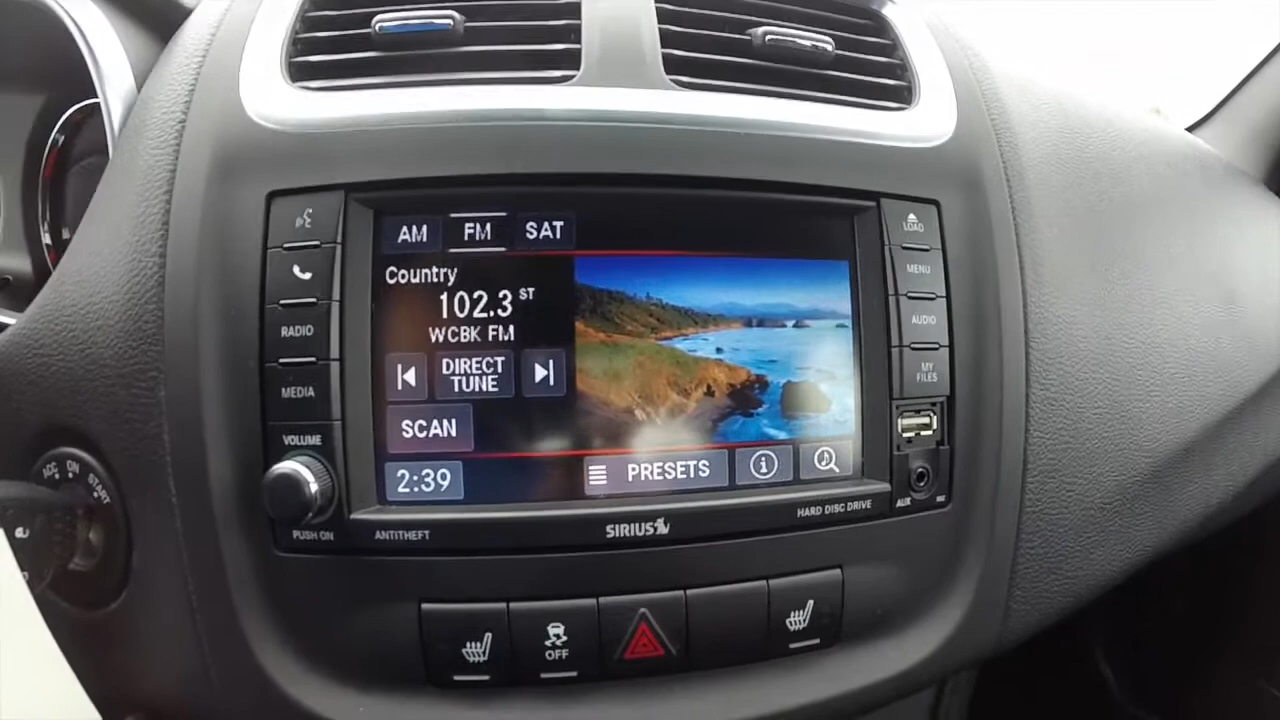 LOAD
AM FM SAT
MENU
Country
102.3 ST
WCBK FM
RADIO
AUDIO
DIRECT
TUNE
MY
FILES
MEDIA
SCAN
VOLUME
2:39
PRESETS
ACC ON START
PUSH ON
ANTITHEFT
SIRIUS
HARD DISC DRIVE
AUX
OFF